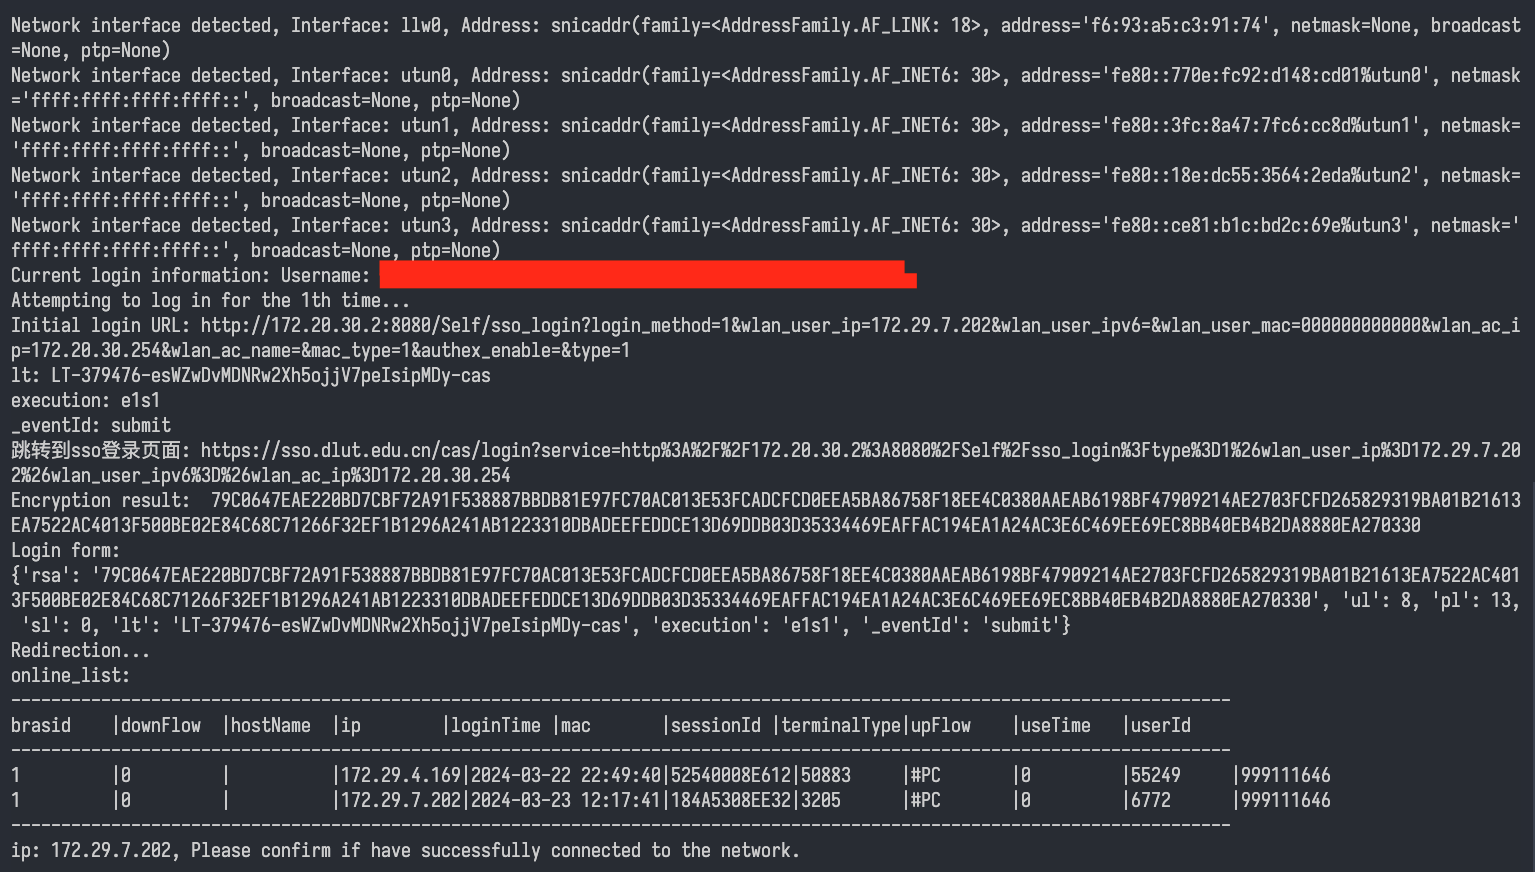 Network interface detected, Interface: llw0, Address: snicaddr(family=<AddressFamily.AF_LINK: 18>, address='f6:93:a5:c3:91:74', netmask=None, broadcast
=None, ptp=None)
Network interface detected, Interface: utun0, Address: snicaddr(family=<AddressFamily.AF_INET6: 30>, address='fe80::770e:fc92:d148:cd01%utun0', netmask
='ffff:ffff:ffff:ffff::', broadcast=None, ptp=None)
Network interface detected, Interface: utun1, Address: snicaddr(family=<AddressFamily.AF_INET6: 30>, address='fe80::3fc:8a47:7fc6:cc8d%utun1', netmask=
'ffff:ffff:ffff:ffff::', broadcast=None, ptp=None)
Network interface detected, Interface: utun2, Address: snicaddr(family=<AddressFamily.AF_INET6: 30>, address='fe80::18e:dc55:3564:2eda%utun2', netmask=
'ffff:ffff:ffff:ffff::', broadcast=None, ptp=None)
Network interface detected, Interface: utun3, Address: snicaddr(family=<AddressFamily.AF_INET6: 30>, address='fe80::ce81:b1c:bd2c:69e%utun3', netmask='
ffff:ffff:ffff:ffff::', broadcast=None, ptp=None)
Current login information: Username:
Attempting to log in for the 1th time...
Initial login URL: http://172.20.30.2:8080/Self/sso_login?login_method=1&wlan_user_ip=172.29.7.202&wlan_user_ipv6=&wlan_user_mac=000000000000&wlan_ac_i
p=172.20.30.254&wlan_ac_name=&mac_type=1&authex_enable=&type=1
lt: LT-379476-esWZwDvMDNRw2Xh5ojjV7peIsipMDy-cas
execution: e1s1
_eventId: submit
跳转到sso登录页面: https://sso.dlut.edu.cn/cas/login?service=http%3A%2F%2F172.20.30.2%3A8080%2FSelf%2Fsso_login%3Ftype%3D1%26wlan_user_ip%3D172.29.7.20
2%26wlan_user_ipv6%3D%26wlan_ac_ip%3D172.20.30.254
Encryption result:  79C0647EAE220BD7CBF72A91F538887BBDB81E97FC70AC013E53FCADCFCD0EEA5BA86758F18EE4C0380AAEAB6198BF47909214AE2703FCFD265829319BA01B21613
EA7522AC4013F500BE02E84C68C71266F32EF1B1296A241AB1223310DBADEEFEDDCE13D69DDB03D35334469EAFFAC194EA1A24AC3E6C469EE69EC8BB40EB4B2DA8880EA270330
Login form:
{'rsa': '79C0647EAE220BD7CBF72A91F538887BBDB81E97FC70AC013E53FCADCFCD0EEA5BA86758F18EE4C0380AAEAB6198BF47909214AE2703FCFD265829319BA01B21613EA7522AC401
3F500BE02E84C68C71266F32EF1B1296A241AB1223310DBADEEFEDDCE13D69DDB03D35334469EAFFAC194EA1A24AC3E6C469EE69EC8BB40EB4B2DA8880EA270330', 'ul': 8, 'pl': 13,
 'sl': 0, 'lt': 'LT-379476-esWZwDvMDNRw2Xh5ojjV7peIsipMDy-cas', 'execution': 'e1s1', '_eventId': 'submit'}
Redirection...
online_list:
--------------------------------------------------------------------------------------------------------------------------
brasid    |downFlow  |hostName  |ip        |loginTime |mac       |sessionId |terminalType|upFlow    |useTime   |userId
--------------------------------------------------------------------------------------------------------------------------
1         |0         |          |172.29.4.169|2024-03-22 22:49:40|52540008E612|50883     |#PC       |0         |55249     |999111646
1         |0         |          |172.29.7.202|2024-03-23 12:17:41|184A5308EE32|3205      |#PC       |0         |6772      |999111646
--------------------------------------------------------------------------------------------------------------------------
ip: 172.29.7.202, Please confirm if have successfully connected to the network.